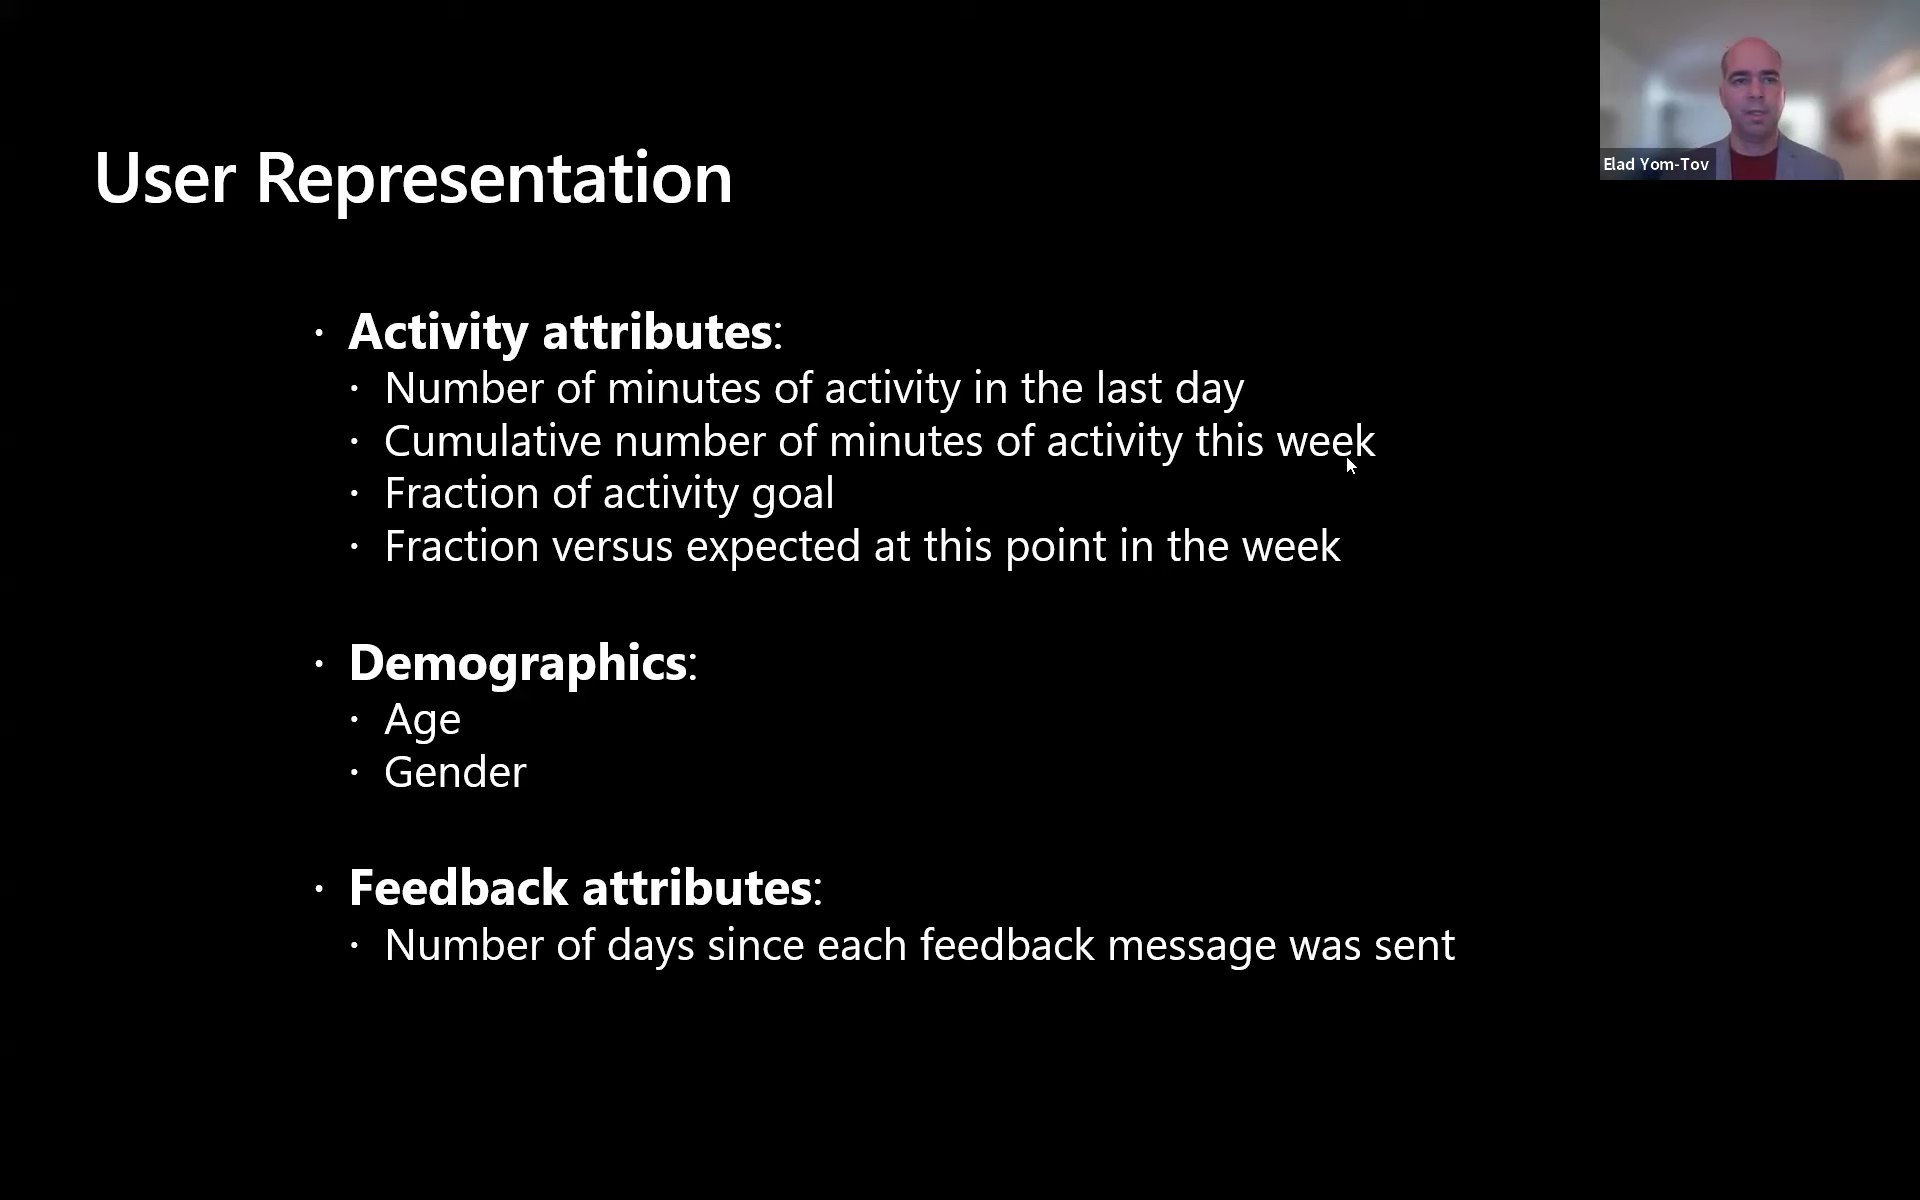 Elad Yom-Tov
User Representation
· Activity attributes:
· Number of minutes of activity in the last day
· Cumulative number of minutes of activity this week
· Fraction of activity goal
· Fraction versus expected at this point in the week
· Demographics:
· Age
· Gender
· Feedback attributes:
· Number of days since each feedback message was sent